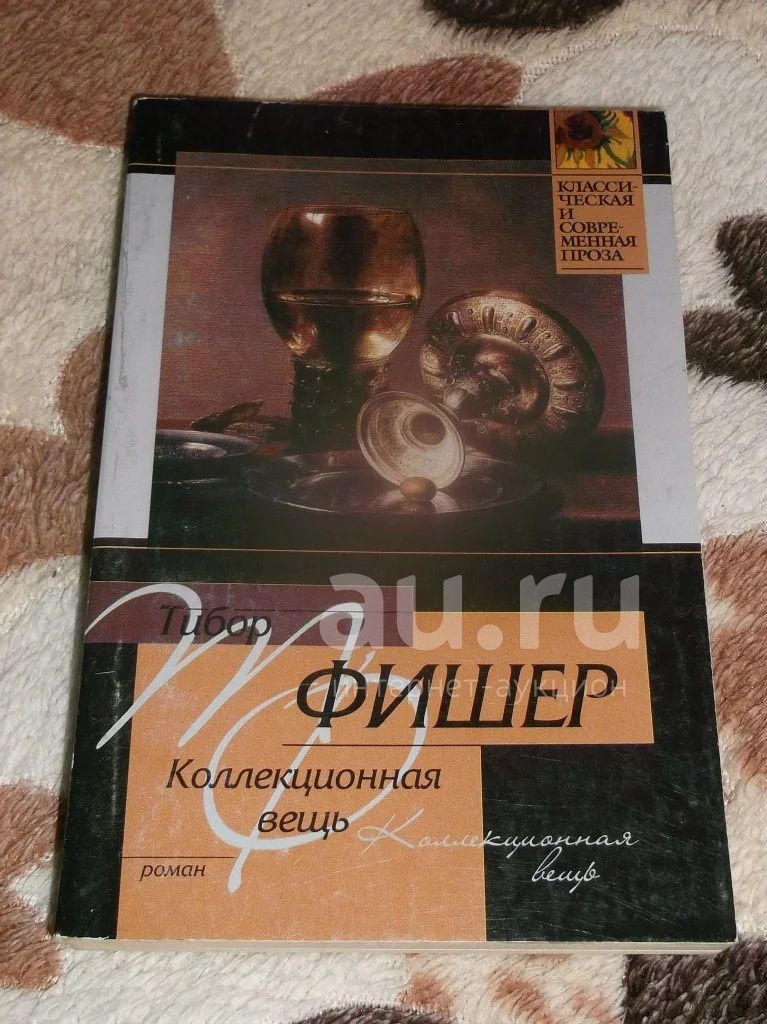 КЛАССИ-
ЧЕСКАЯ
И
СОВРЕ-
МЕННАЯ
ПРОЗА
Тибор
au.ru
интернет-аукцион
ФИШЕР
Коллекционная
вещь
Коллекционная
вещь
роман